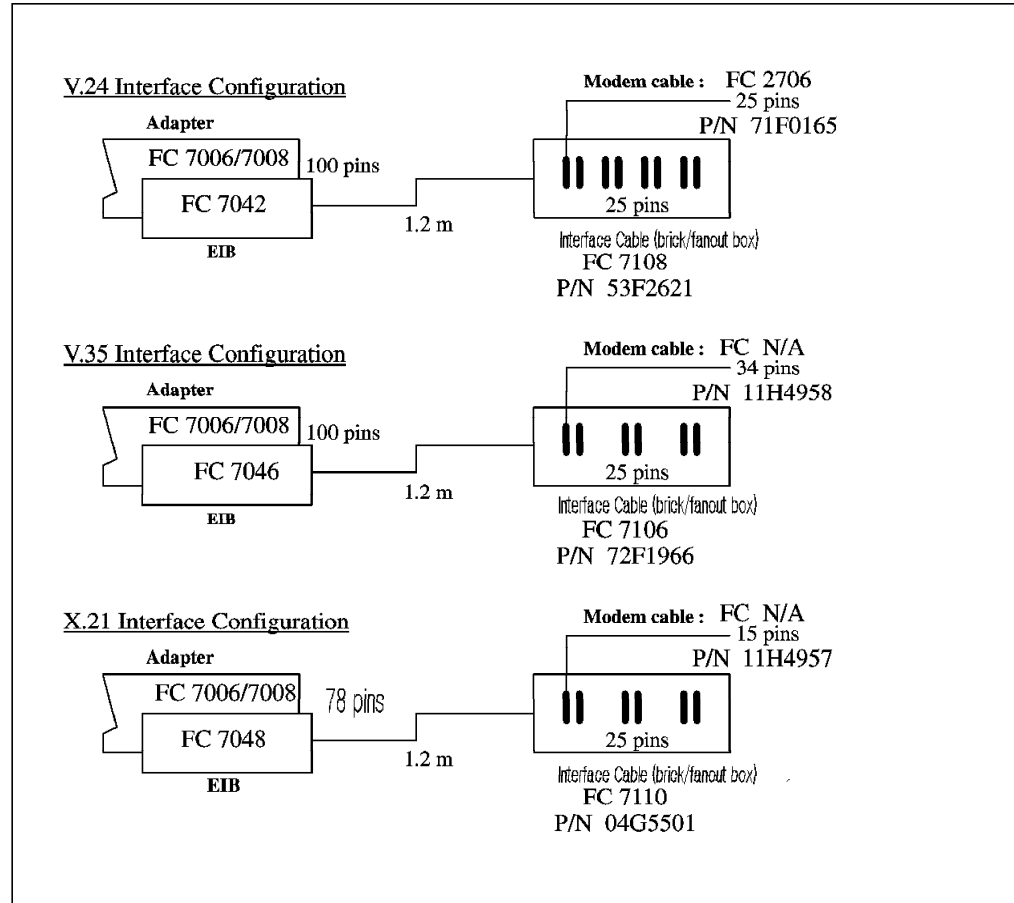 V.24 Interface Configuration
Modem cable : FC 2706
25 pins
P/N 71F0165
Adapter
FC 7006/7008
100 pins
FC 7042
25 pins
1.2 m
EIB
Interface Cable (brick/fanout box)
FC 7108
P/N 53F2621
V.35 Interface Configuration
Modem cable : FC N/A
34 pins
P/N 11H4958
Adapter
FC 7006/7008
100 pins
FC 7046
25 pins
1.2 m
EIB
Interface Cable (brick/fanout box)
FC 7106
P/N 72F1966
X.21 Interface Configuration
Modem cable : FC N/A
15 pins
P/N 11H4957
Adapter
FC 7006/7008
78 pins
FC 7048
25 pins
1.2 m
EIB
Interface Cable (brick/fanout box)
FC 7110
P/N 04G5501